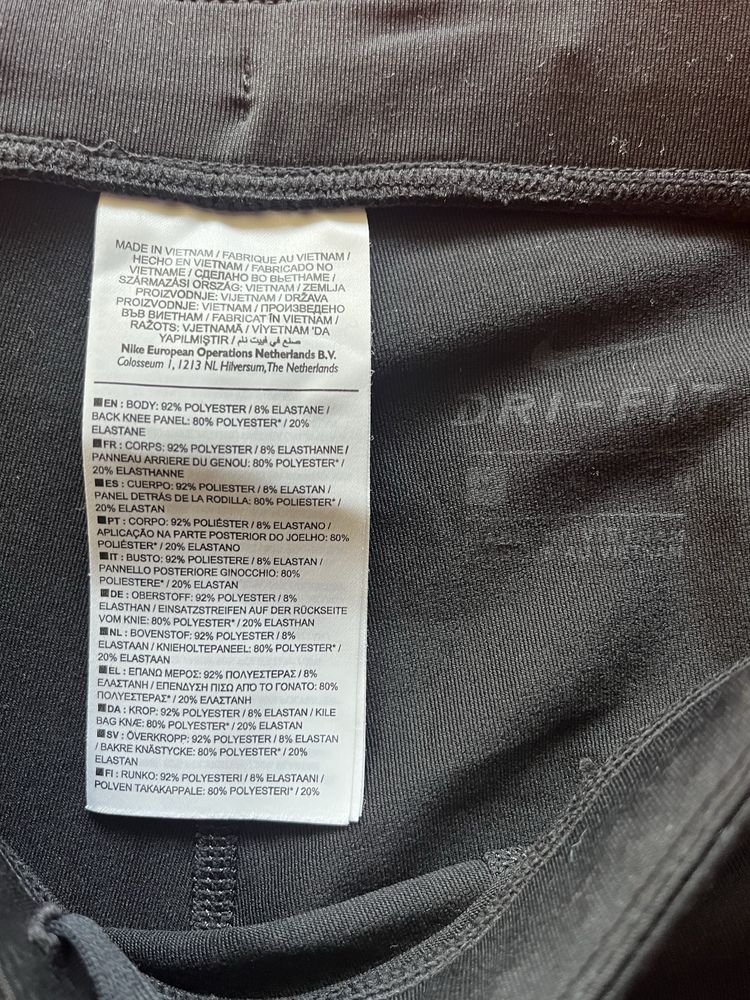 MADE IN VIETNAM / FABRIQUE AU VIETNAM /
HECHO EN VIETNAM / FABRICADO NO
VIETNAME / СДЕЛАНО ВО ВЬЕТНАМЕ /
SZÁRMAZÁSI ORSZÁG: VIETNAM / ZEMLJA
PROIZVODNJE: VIJETNAM / DRŽAVA
PROIZVODNJE: VIETNAM / ПРОИЗВЕДЕНО
ВЪВ ВИЕТНАМ / FABRICAT ÎN VIETNAM /
RAŽOTS: VJETNAMĀ / VİYETNAM 'DA
YAPILMIŞTIR / صنع في فييت نام
Nike European Operations Netherlands B.V.
Colosseum 1, 1213 NL Hilversum, The Netherlands
EN : BODY: 92% POLYESTER / 8% ELASTANE /
BACK KNEE PANEL: 80% POLYESTER* / 20%
ELASTANE
FR : CORPS: 92% POLYESTER / 8% ELASTHANNE /
PANNEAU ARRIERE DU GENOU: 80% POLYESTER* /
20% ELASTHANNE
ES : CUERPO: 92% POLIÉSTER / 8% ELASTAN /
PANEL DETRÁS DE LA RODILLA: 80% POLIESTER* /
20% ELASTAN
PT : CORPO: 92% POLIÉSTER / 8% ELASTANO /
APLICAÇÃO NA PARTE POSTERIOR DO JOELHO: 80%
POLIÉSTER* / 20% ELASTANO
IT : BUSTO: 92% POLIESTERE / 8% ELASTAN /
PANNELLO POSTERIORE GINOCCHIO: 80%
POLIESTERE* / 20% ELASTAN
DE : OBERSTOFF: 92% POLYESTER / 8%
ELASTHAN / EINSATZSTREIFEN AUF DER RÜCKSEITE
VOM KNIE: 80% POLYESTER* / 20% ELASTHAN
NL : BOVENSTOF: 92% POLYESTER / 8%
ELASTAAN / KNIEHOLTEPANEEL: 80% POLYESTER* /
20% ELASTAAN
EL : ΕΠΑΝΩ ΜΕΡΟΣ: 92% ΠΟΛΥΕΣΤΕΡΑΣ / 8%
ΕΛΑΣΤΑΝΗ / ΕΠΕΝΔΥΣΗ ΠΙΣΩ ΑΠΟ ΤΟ ΓΟΝΑΤΟ: 80%
ΠΟΛΥΕΣΤΕΡΑΣ* / 20% ΕΛΑΣΤΑΝΗ
DA : KROP: 92% POLYESTER / 8% ELASTAN / KILE
BAG KNÆ: 80% POLYESTER* / 20% ELASTAN
SV : ÖVERKROPP: 92% POLYESTER / 8% ELASTAN
/ BAKRE KNÄSTYCKE: 80% POLYESTER* / 20%
ELASTAN
FI : RUNKO: 92% POLYESTERI / 8% ELASTAANI /
POLVEN TAKAKAPPALE: 80% POLYESTERI* / 20%
DRI-FIT